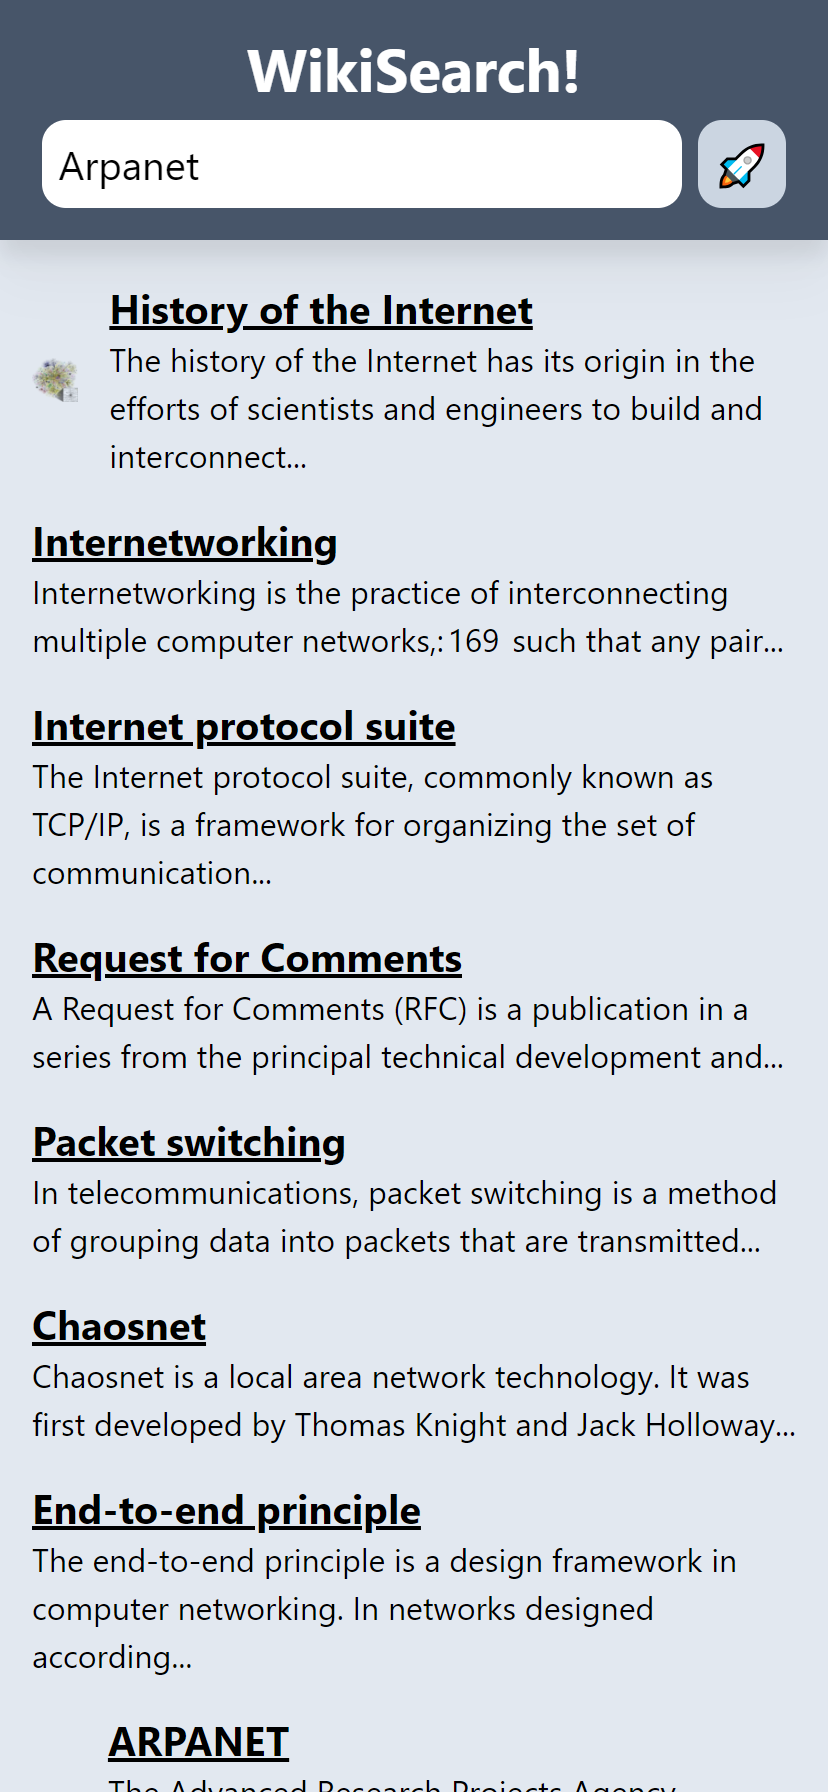 WikiSearch!
Arpanet
History of the Internet
The history of the Internet has its origin in the
efforts of scientists and engineers to build and
interconnect...
Internetworking
Internetworking is the practice of interconnecting
multiple computer networks,: 169  such that any pair...
Internet protocol suite
The Internet protocol suite, commonly known as
TCP/IP, is a framework for organizing the set of
communication...
Request for Comments
A Request for Comments (RFC) is a publication in a
series from the principal technical development and...
Packet switching
In telecommunications, packet switching is a method
of grouping data into packets that are transmitted...
Chaosnet
Chaosnet is a local area network technology. It was
first developed by Thomas Knight and Jack Holloway...
End-to-end principle
The end-to-end principle is a design framework in
computer networking. In networks designed
according...
ARPANET
The Advanced Research Projects Agency